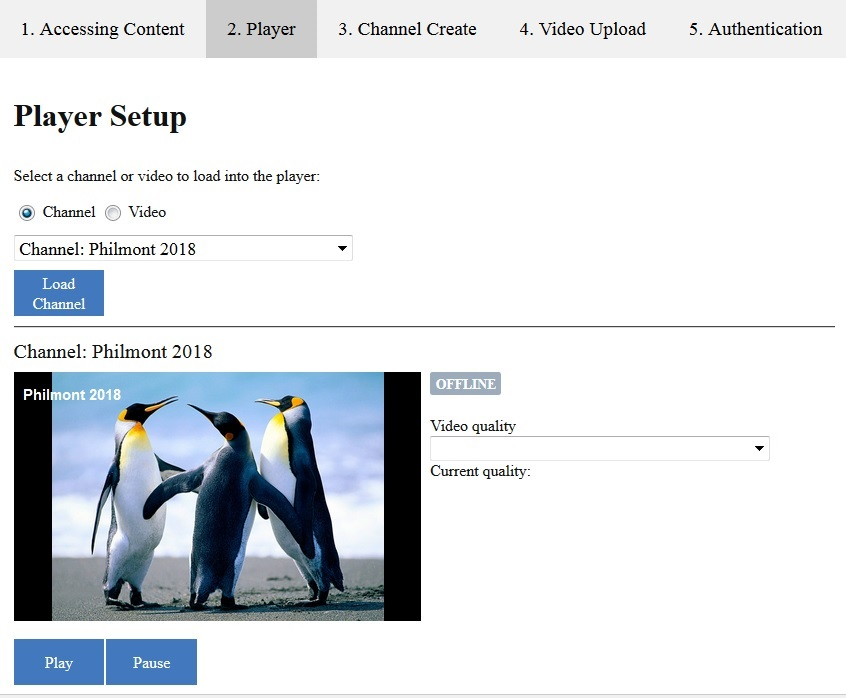 1. Accessing Content 2. Player 3. Channel Create 4. Video Upload 5. Authentication
Player Setup
Select a channel or video to load into the player:
Channel Video
Channel: Philmont 2018
Load
Channel
Channel: Philmont 2018
Philmont 2018
OFFLINE
Video quality
Current quality:
Play Pause